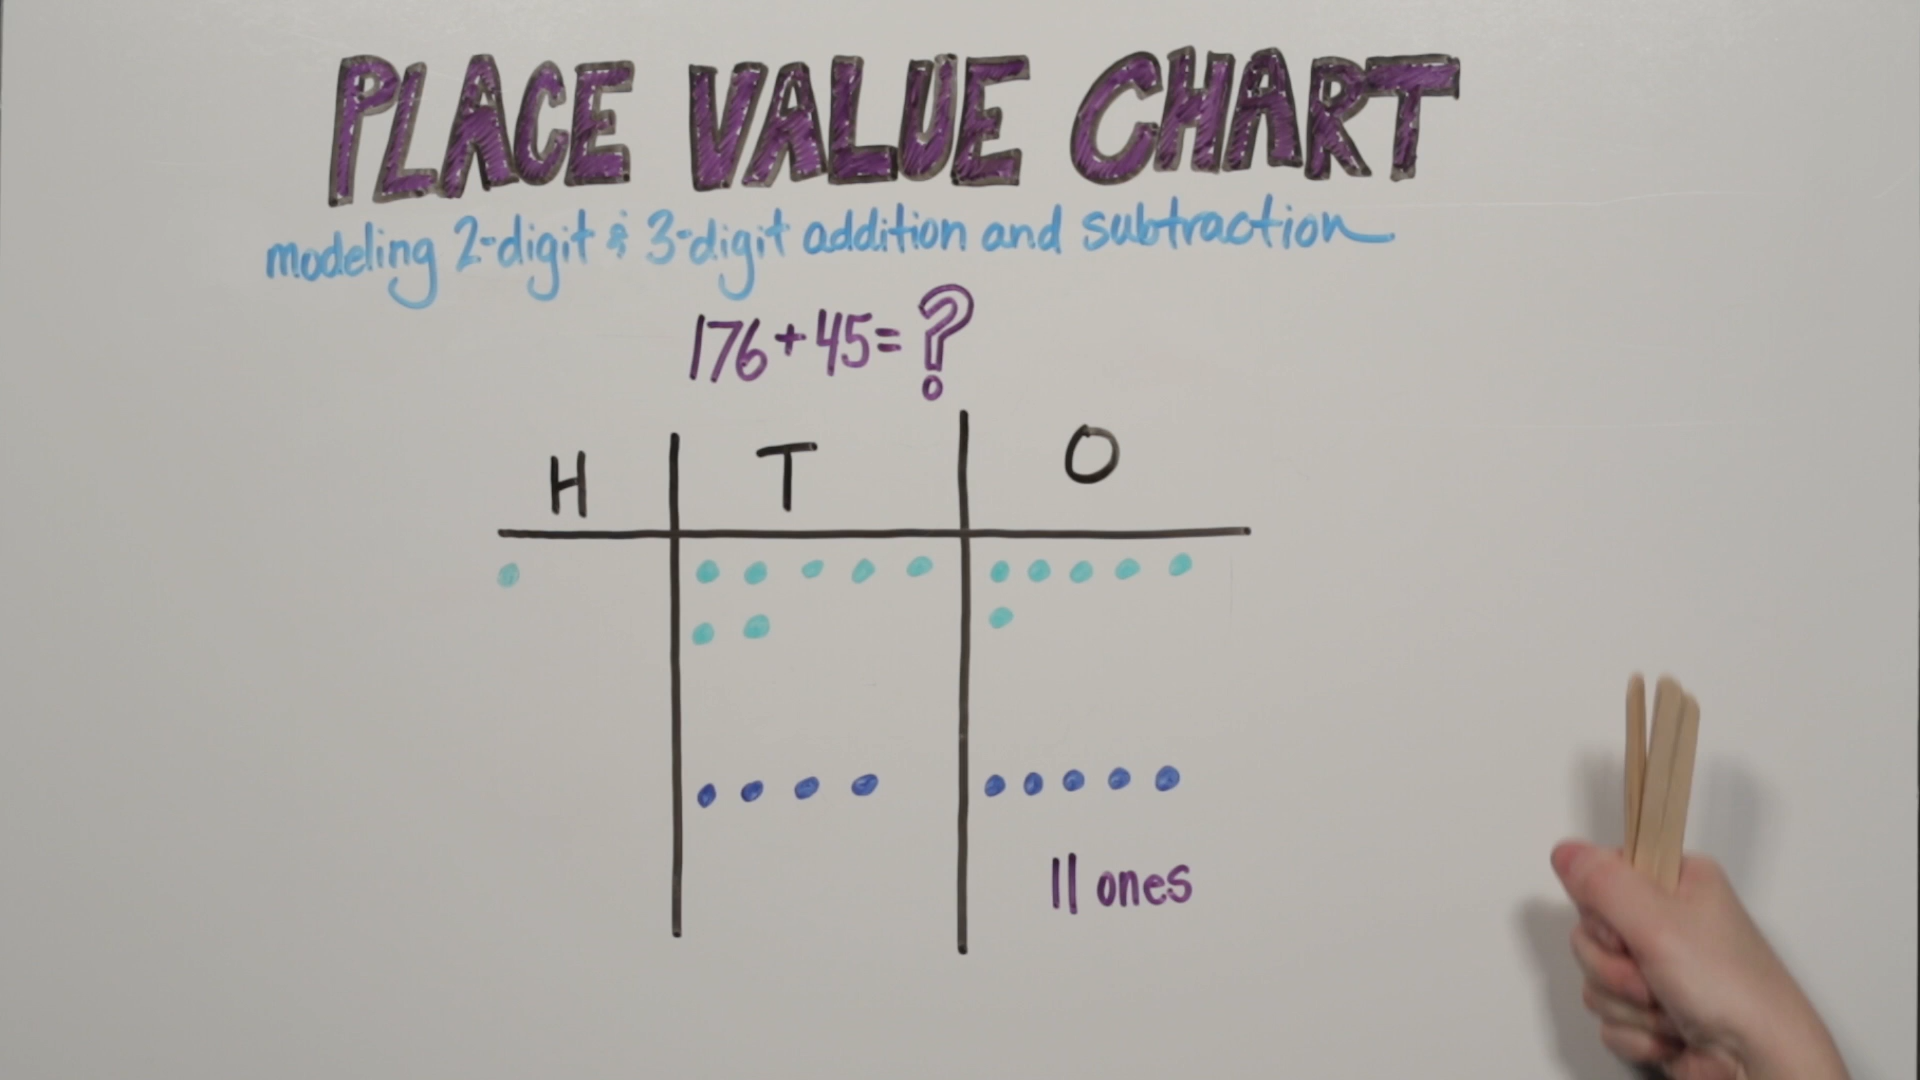 PLACE VALUE CHART
modeling 2-digit & 3-digit addition and subtraction
176+45=?
H T O
11 ones